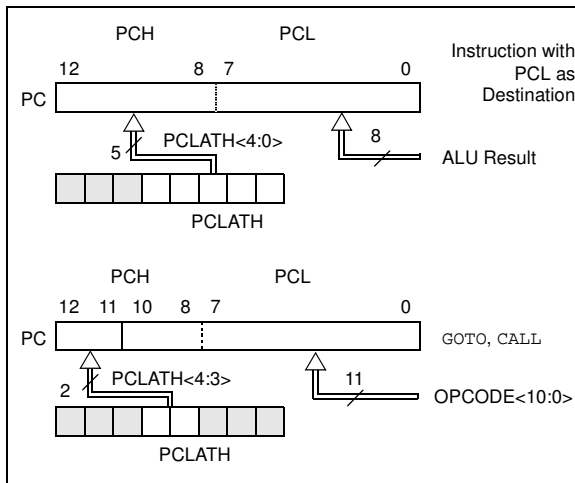 PCH PCL
12 8 7 0
Instruction with
PCL as
Destination
PC
PCLATH<4:0>
5
8
ALU Result
PCLATH
PCH PCL
12 11 10 8 7 0
PC
GOTO, CALL
PCLATH<4:3>
2
11
OPCODE<10:0>
PCLATH